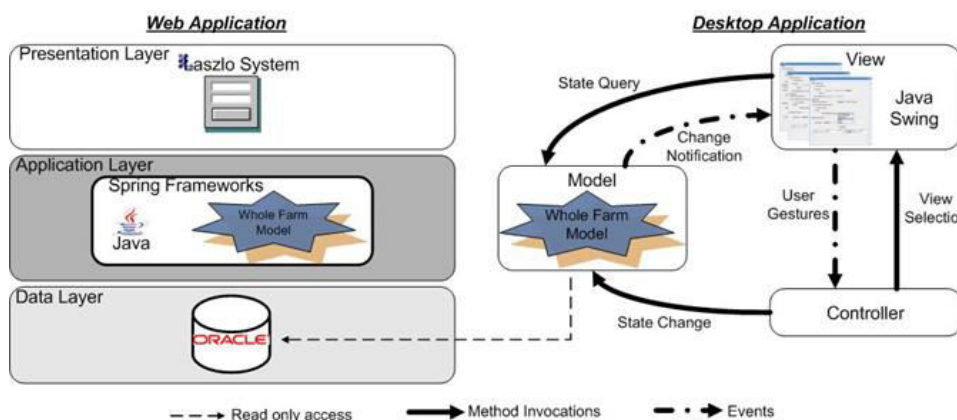 Web Application
Presentation Layer
Laszlo System
Application Layer
Spring Frameworks
Java
Whole Farm
Model
Data Layer
ORACLE
Desktop Application
View
Java
Swing
State Query
Change
Notification
Model
Whole Farm
Model
User
Gestures
View
Selectio
State Change
Controller
Read only access
Method Invocations
Events